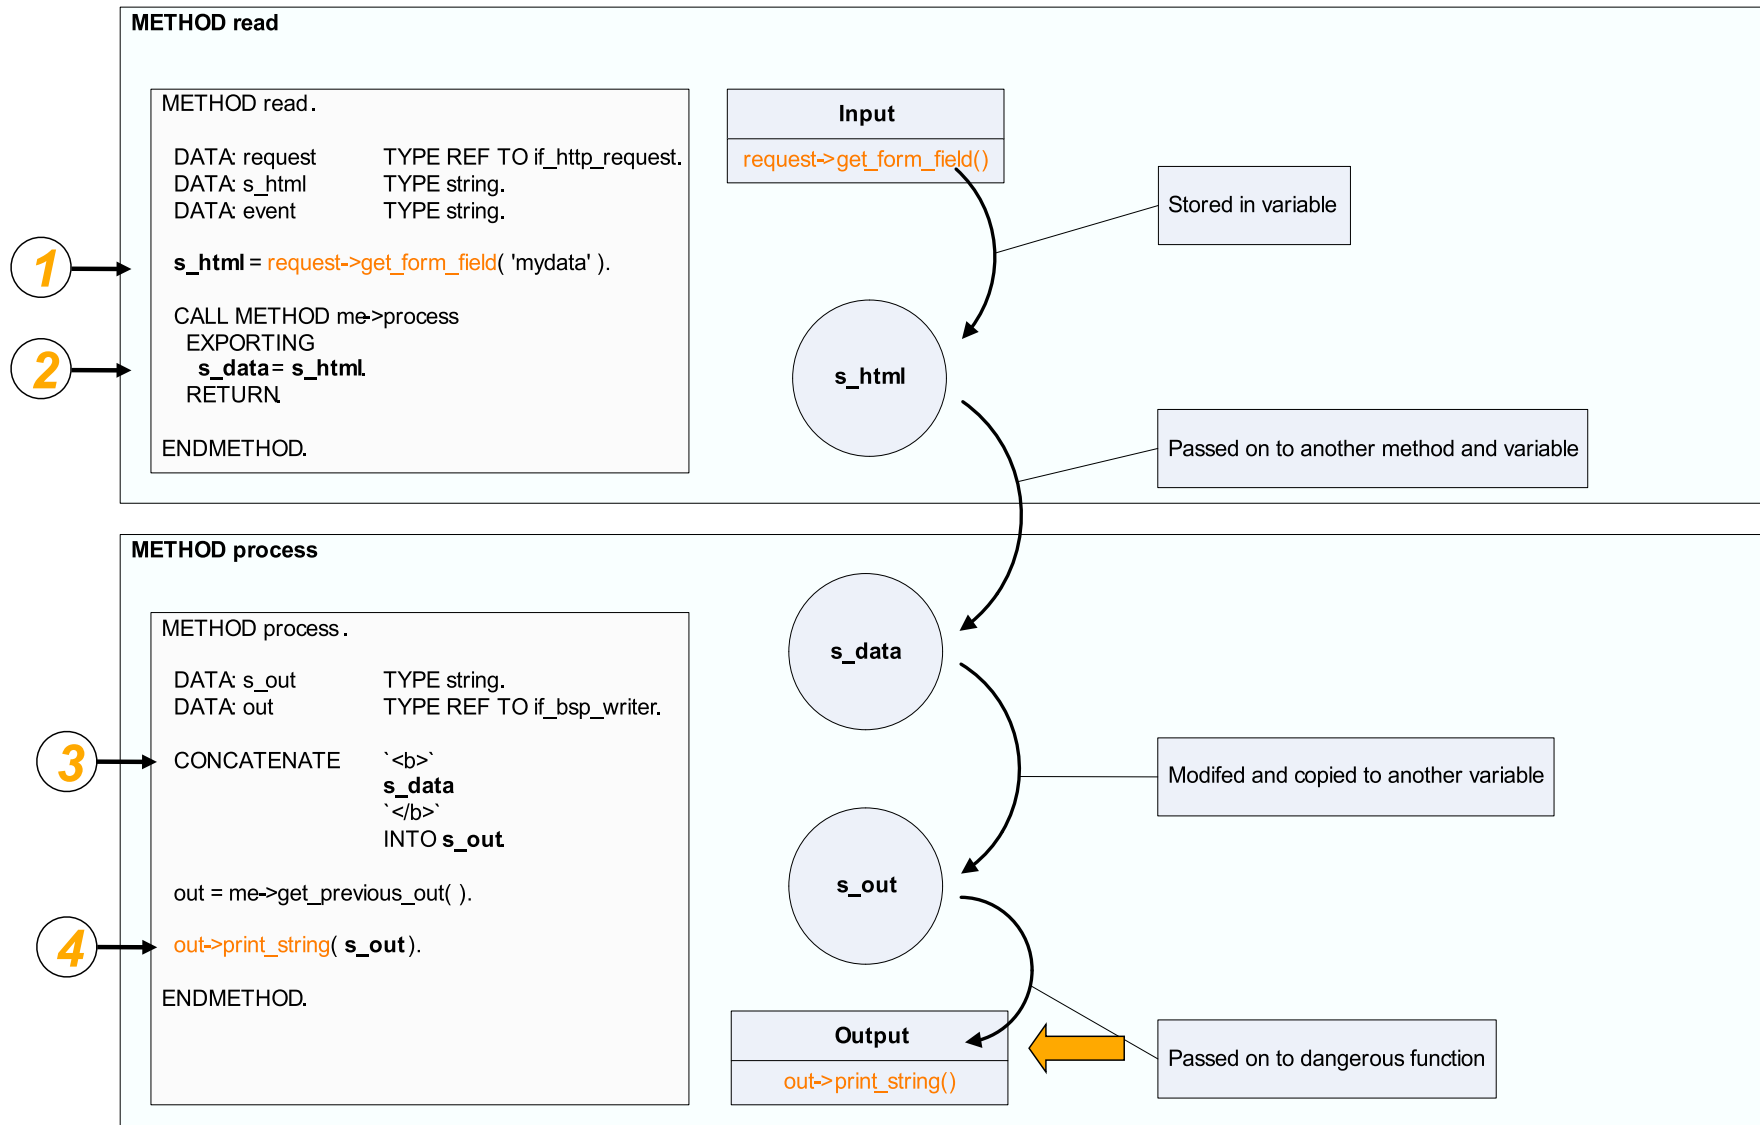 METHOD read
METHOD read.
DATA: request TYPE REF TO if_http_request.
DATA: s_html TYPE string.
DATA: event TYPE string.
1
s_html = request->get_form_field( 'mydata' ).
CALL METHOD me->process
EXPORTING
2
s_data = s_html.
RETURN.
ENDMETHOD.
Input
request->get_form_field()
Stored in variable
s_html
Passed on to another method and variable
METHOD process
METHOD process.
DATA: s_out TYPE string.
DATA: out TYPE REF TO if_bsp_writer.
3
CONCATENATE `<b>`
s_data
`</b>`
INTO s_out.
out = me->get_previous_out( ).
4
out->print_string( s_out ).
ENDMETHOD.
s_data
Modifed and copied to another variable
s_out
Output
out->print_string()
Passed on to dangerous function